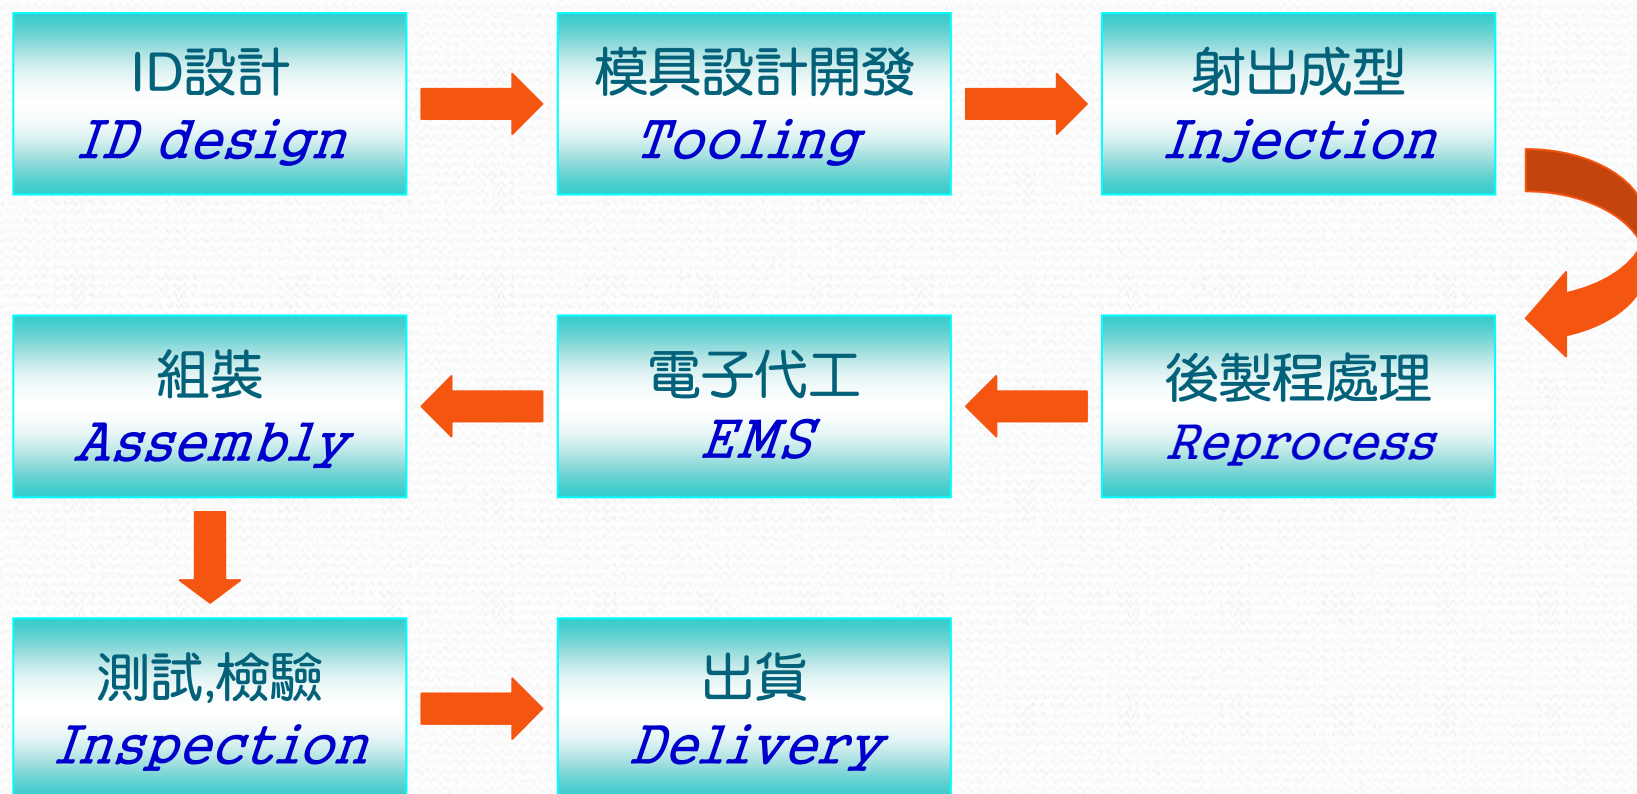 ID設計
ID design
模具設計開發
Tooling
射出成型
Injection
後製程處理
Reprocess
電子代工
EMS
組裝
Assembly
測試,檢驗
Inspection
出貨
Delivery